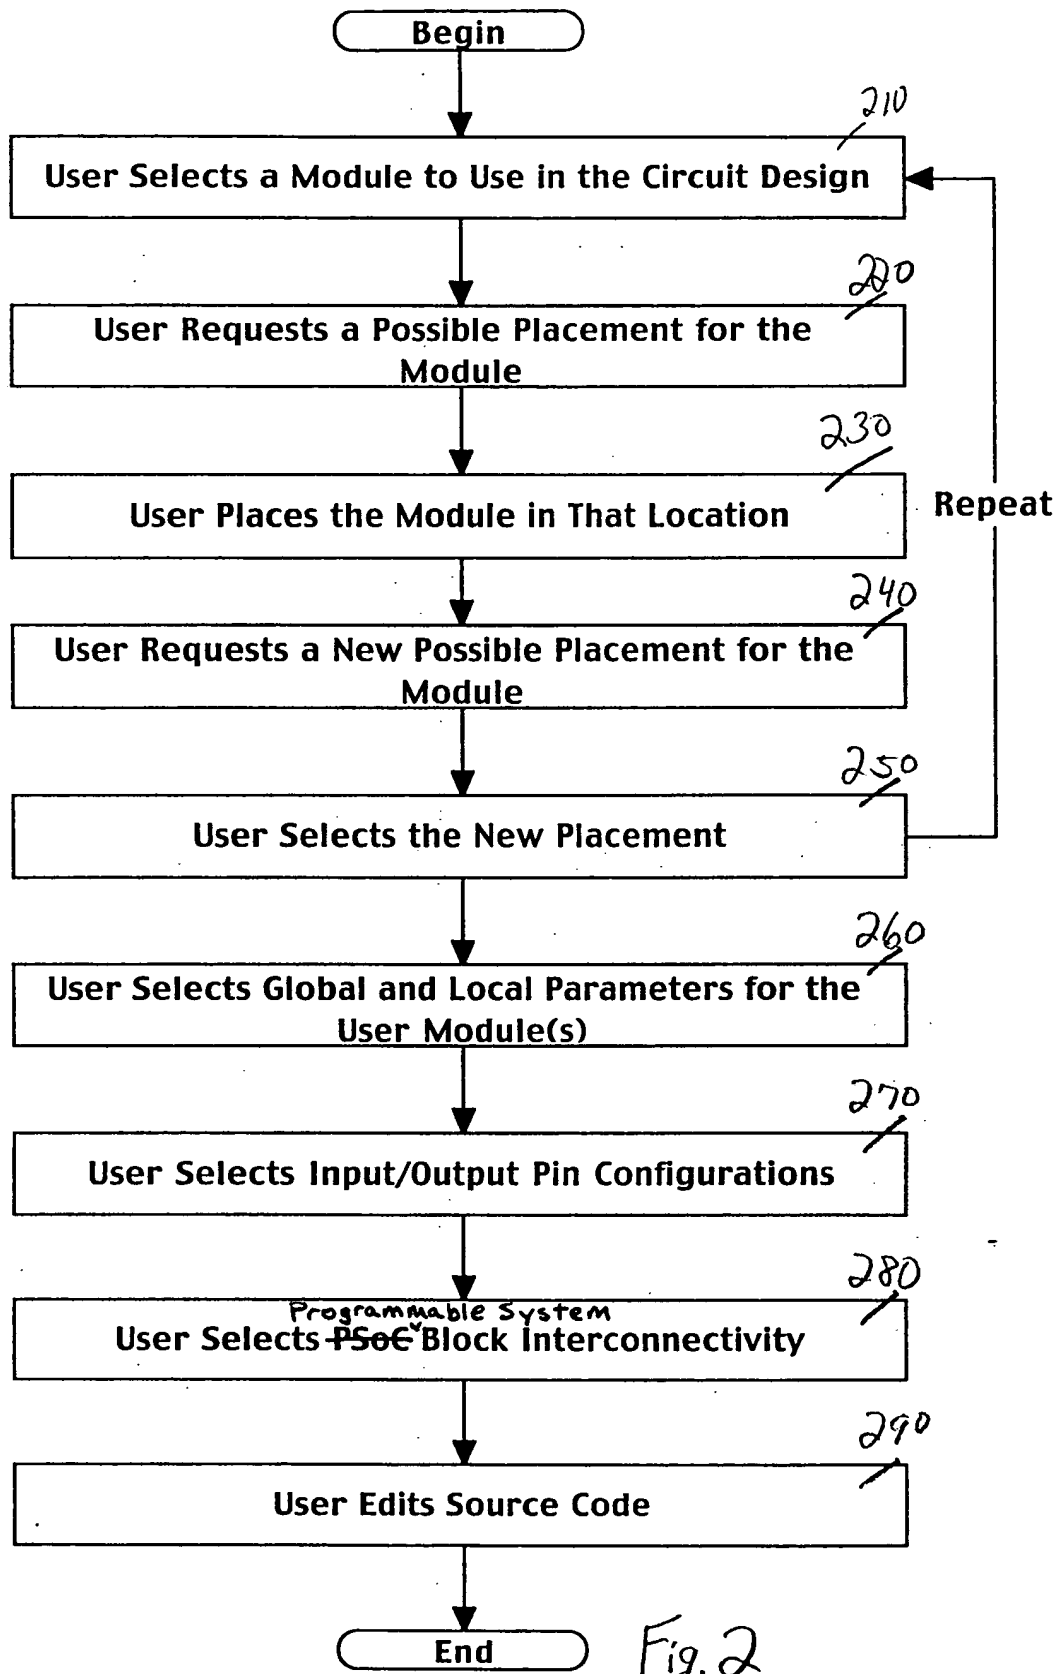 Begin
210
User Selects a Module to Use in the Circuit Design
220
User Requests a Possible Placement for the
Module
230
User Places the Module in That Location
Repeat
240
User Requests a New Possible Placement for the
Module
250
User Selects the New Placement
260
User Selects Global and Local Parameters for the
User Module(s)
270
User Selects Input/Output Pin Configurations
280
Programmable System
User Selects PSoC Block Interconnectivity
290
User Edits Source Code
End
Fig. 2